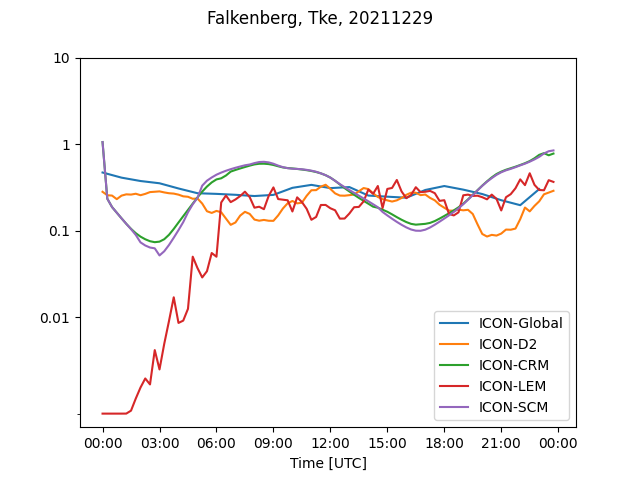 Falkenberg, Tke, 20211229
10
1
0.1
0.01
ICON-Global
ICON-D2
ICON-CRM
ICON-LEM
ICON-SCM
00:00 03:00 06:00 09:00 12:00 15:00 18:00 21:00 00:00
Time [UTC]